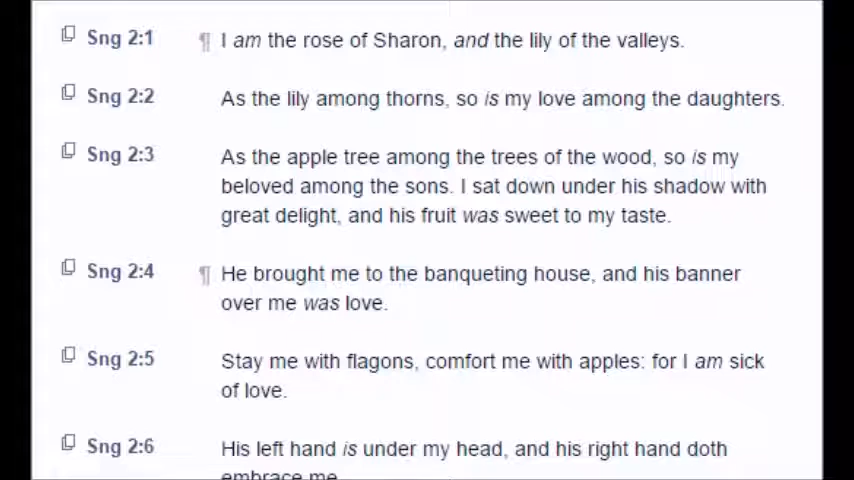 Sng 2:1 ¶ I am the rose of Sharon, and the lily of the valleys.
Sng 2:2 As the lily among thorns, so is my love among the daughters.
Sng 2:3 As the apple tree among the trees of the wood, so is my
beloved among the sons. I sat down under his shadow with
great delight, and his fruit was sweet to my taste.
Sng 2:4 ¶ He brought me to the banqueting house, and his banner
over me was love.
Sng 2:5 Stay me with flagons, comfort me with apples: for I am sick
of love.
Sng 2:6 His left hand is under my head, and his right hand doth
embrace me.